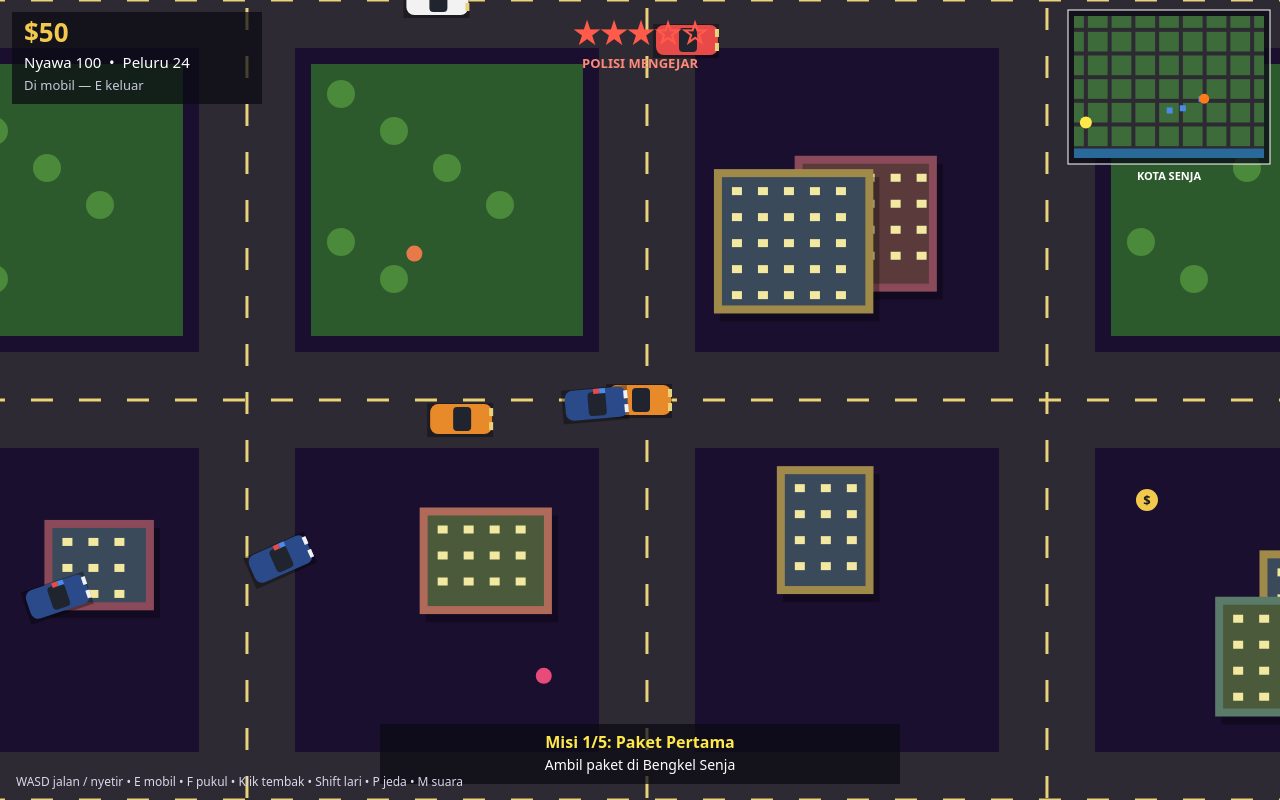 $50
Nyawa 100 • Peluru 24
Di mobil — E keluar
★★★☆☆
POLISI MENGEJAR
KOTA SENJA
$
Misi 1/5: Paket Pertama
Ambil paket di Bengkel Senja
WASD jalan / nyetir • E mobil • F pukul • Klik tembak • Shift lari • P jeda • M suara